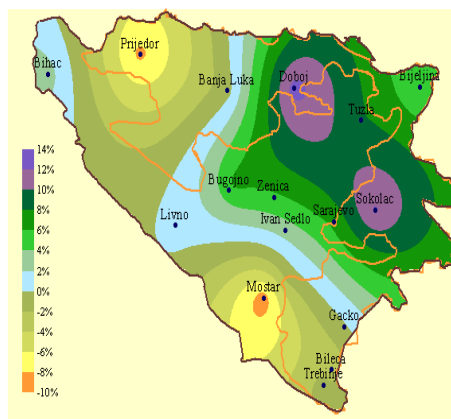 Prijedor
Bihac
Banja Luka
Doboj
Bijeljina
Tuzla
Bugojno
Zenica
Livno
Ivan Sedlo
Sarajevo
Sokolac
Mostar
Gacko
Bileca
Trebinje
14%
12%
10%
8%
6%
4%
2%
0%
-2%
-4%
-6%
-8%
-10%